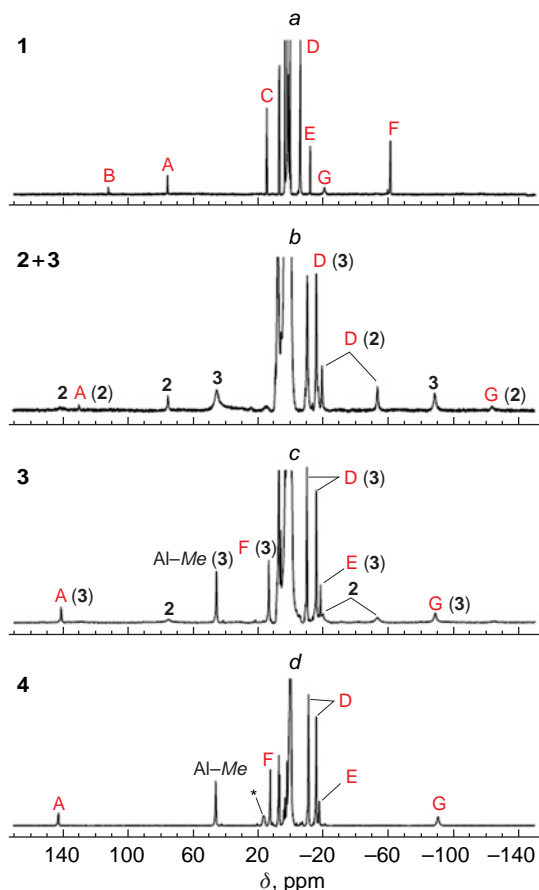 a
1
D
C
E
F
B
A
G
b
2+3
D (3)
D (2)
3
2 A (2)
2
3
G (2)
c
3
D (3)
F (3)
Al–Me (3)
E (3)
A (3)
2
2
G (3)
d
4
D
Al–Me
F
E
*
A
G
140 100 60 20 –20 –60 –100 –140
δ, ppm